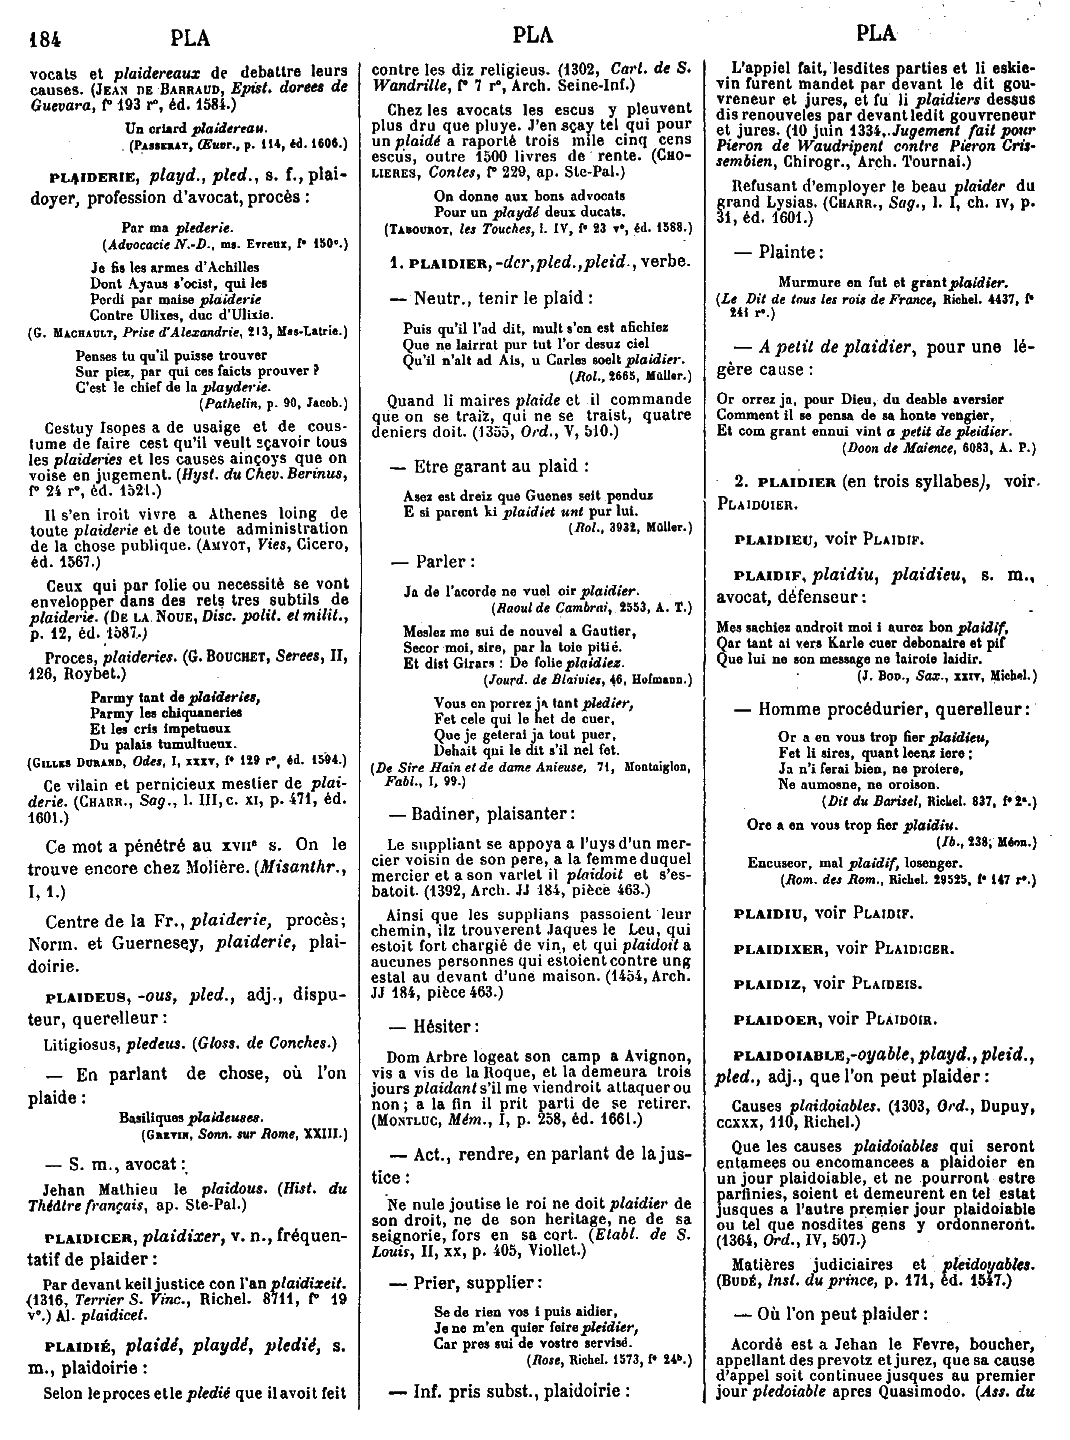 184 PLA PLA PLA
vocats et plaidereaux de debattre leurs
causes. (JEAN DE BARRAUD, Epist. dorees de
Guevara, f° 193 r°, éd. 1584.)
Un criard plaidereau.
(PASSERAT, Œuvr., p. 114, éd. 1606.)
PLAIDERIE, playd., pled., s. f., plai-
doyer, profession d'avocat, procès :
Par ma plederie.
(Advocacie N.-D., ms. Evreux, f° 150c.)
Je fis les armes d'Achilles
Dont Ayaus s'ocist, qui les
Perdi par maise plaiderie
Contre Ulixes, duc d'Ulixie.
(G. MACHAULT, Prise d'Alexandrie, 213, Mas-Latrie.)
Penses tu qu'il puisse trouver
Sur piez, par qui ces faicts prouver ?
C'est le chief de la playderie.
(Pathelin, p. 90, Jacob.)
Cestuy Isopes a de usaige et de cous-
tume de faire cest qu'il veult sçavoir tous
les plaideries et les causes ainçoys que on
voise en jugement. (Hyst. du Chev. Berinus,
f° 24 r°, éd. 1521.)
Il s'en iroit vivre a Athenes loing de
toute plaiderie et de toute administration
de la chose publique. (AMYOT, Vies, Cicero,
éd. 1567.)
Ceux qui par folie ou necessité se vont
envelopper dans des rets tres subtils de
plaiderie. (DE LA NOUE, Disc. polit. et milit.,
p. 12, éd. 1587.)
Proces, plaideries. (G. BOUCHET, Serees, II,
126, Roybet.)
Parmy tant de plaideries,
Parmy les chiquaneries
Et les cris impetueux
Du palais tumultueux.
(GILLES DURAND, Odes, I, XXXV, f° 129 r°, éd. 1594.)
Ce vilain et pernicieux mestier de plai-
derie. (CHARR., Sag., l. III, c. XI, p. 471, éd.
1601.)
Ce mot a pénétré au XVIIe s. On le
trouve encore chez Molière. (Misanthr.,
I, 1.)
Centre de la Fr., plaiderie, procès;
Norm. et Guernesey, plaiderie, plai-
doirie.
PLAIDEUS, -ous, pled., adj., dispu-
teur, querelleur :
Litigiosus, pledeus. (Gloss. de Conches.)
— En parlant de chose, où l'on
plaide :
Basiliques plaideuses.
(GREVIN, Sonn. sur Rome, XXIII.)
— S. m., avocat :
Jehan Mathieu le plaidous. (Hist. du
Théâtre français, ap. Ste-Pal.)
PLAIDICER, plaidixer, v. n., fréquen-
tatif de plaider :
Par devant keil justice con l'an plaidixeit.
(1316, Terrier S. Vinc., Richel. 8711, f° 19
v°.) Al. plaidicet.
PLAIDIÉ, plaidé, playdé, pledié, s.
m., plaidoirie :
Selon le proces et le pledié que il avoit feit
contre les diz religieus. (1302, Cart. de S.
Wandrille, f° 7 r°, Arch. Seine-Inf.)
Chez les avocats les escus y pleuvent
plus dru que pluye. J'en sçay tel qui pour
un plaidé a raporté trois mile cinq cens
escus, outre 1500 livres de rente. (CHO-
LIERES, Contes, f° 229, ap. Ste-Pal.)
On donne aux bons advocats
Pour un playdé deux ducats.
(TABOUROT, les Touches, l. IV, f° 23 v°, éd. 1588.)
1. PLAIDIER, -der, pled., pleid., verbe.
— Neutr., tenir le plaid :
Puis qu'il l'ad dit, mult s'en est afichiez
Que ne lairrat pur tut l'or desuz ciel
Qu'il n'alt ad Ais, u Carles soelt plaidier.
(Rol., 2665, Müller.)
Quand li maires plaide et il commande
que on se traiz, qui ne se traist, quatre
deniers doit. (1355, Ord., V, 510.)
— Etre garant au plaid :
Asez est dreiz que Guenes seit penduz
E si parent ki plaidiet unt pur lui.
(Rol., 3932, Müller.)
— Parler :
Ja de l'acorde ne vuel oir plaidier.
(Raoul de Cambrai, 2553, A. T.)
Meslez me sui de nouvel a Gautier,
Secor moi, sire, par la toie pitié.
Et dist Girars : De folie plaidiez.
(Jourd. de Blaivies, 46, Hofmann.)
Vous en porrez ja tant pledier,
Fet cele qui le het de cuer,
Que je geterai ja tout puer,
Dehait qui le dit s'il nel fet.
(De Sire Hain et de dame Anieuse, 71, Montaiglon,
Fabl., I, 99.)
— Badiner, plaisanter :
Le suppliant se appoya a l'uys d'un mer-
cier voisin de son pere, a la femme duquel
mercier et a son varlet il plaidoit et s'es-
batoit. (1392, Arch. JJ 184, pièce 463.)
Ainsi que les supplians passoient leur
chemin, ilz trouverent Jaques le Leu, qui
estoit fort chargié de vin, et qui plaidoit a
aucunes personnes qui estoient contre ung
estal au devant d'une maison. (1454, Arch.
JJ 184, pièce 463.)
— Hésiter :
Dom Arbre logeat son camp a Avignon,
vis a vis de la Roque, et la demeura trois
jours plaidant s'il me viendroit attaquer ou
non ; a la fin il prit parti de se retirer.
(MONTLUC, Mém., I, p. 258, éd. 1661.)
— Act., rendre, en parlant de la jus-
tice :
Ne nule joutise le roi ne doit plaidier de
son droit, ne de son heritage, ne de sa
seignorie, fors en sa cort. (Etabl. de S.
Louis, II, XX, p. 405, Viollet.)
— Prier, supplier :
Se de rien vos i puis aidier,
Je ne m'en quier feire pleidier,
Car pres sui de vostre servise.
(Rose, Richel. 1573, f° 24b.)
— Inf. pris subst., plaidoirie :
L'appiel fait, lesdites parties et li eskie-
vin furent mandet par devant le dit gou-
vreneur et jures, et fu li plaidiers dessus
dis renouveles par devant ledit gouvreneur
et jures. (10 juin 1334, Jugement fait pour
Pieron de Waudripent contre Pieron Cris-
sembien, Chirogr., Arch. Tournai.)
Refusant d'employer le beau plaider du
grand Lysias. (CHARR., Sag., l. I, ch. IV, p.
31, éd. 1601.)
— Plainte :
Murmure en fut et grant plaidier.
(Le Dit de tous les rois de France, Richel. 4437, f°
241 r°.)
— A petit de plaidier, pour une lé-
gère cause :
Or orrez ja, pour Dieu, du deable aversier
Comment il se pensa de sa honte vengier,
Et com grant ennui vint a petit de pleidier.
(Doon de Maience, 6083, A. P.)
2. PLAIDIER (en trois syllabes), voir
PLAIDOIER.
PLAIDIEU, voir PLAIDIF.
PLAIDIF, plaidiu, plaidieu, s. m.,
avocat, défenseur :
Mes sachiez androit moi i aurez bon plaidif,
Qar tant ai vers Karle cuer debonaire et pif
Que lui ne son message ne lairoie laidir.
(J. BOD., Sax., XXIV, Michel.)
— Homme procédurier, querelleur :
Or a en vous trop fier plaidieu,
Fet li sires, quant leenz iere ;
Ja n'i ferai bien, ne proiere,
Ne aumosne, ne oroison.
(Dit du Barisel, Richel. 837, f° 2a.)
Ore a en vous trop fier plaidiu.
(Ib., 238, Méon.)
Encuseor, mal plaidif, losenger.
(Rom. des Rom., Richel. 29525, f° 147 r°.)
PLAIDIU, voir PLAIDIF.
PLAIDIXER, voir PLAIDICER.
PLAIDIZ, voir PLAIDEIS.
PLAIDOER, voir PLAIDOIR.
PLAIDOIABLE, -oyable, playd., pleid.,
pled., adj., que l'on peut plaider :
Causes plaidoiables. (1303, Ord., Dupuy,
CCXXX, 110, Richel.)
Que les causes plaidoiables qui seront
entamees ou encomancees a plaidoier en
un jour plaidoiable, et ne pourront estre
parfinies, soient et demeurent en tel estat
jusques a l'autre premier jour plaidoiable
ou tel que nosdites gens y ordonneront.
(1364, Ord., IV, 507.)
Matières judiciaires et pleidoyables.
(BUDÉ, Inst. du prince, p. 171, éd. 1547.)
— Où l'on peut plaider :
Acordé est a Jehan le Fevre, boucher,
appellant des prevotz et jurez, que sa cause
d'appel soit continuee jusques au premier
jour pledoiable apres Quasimodo. (Ass. du